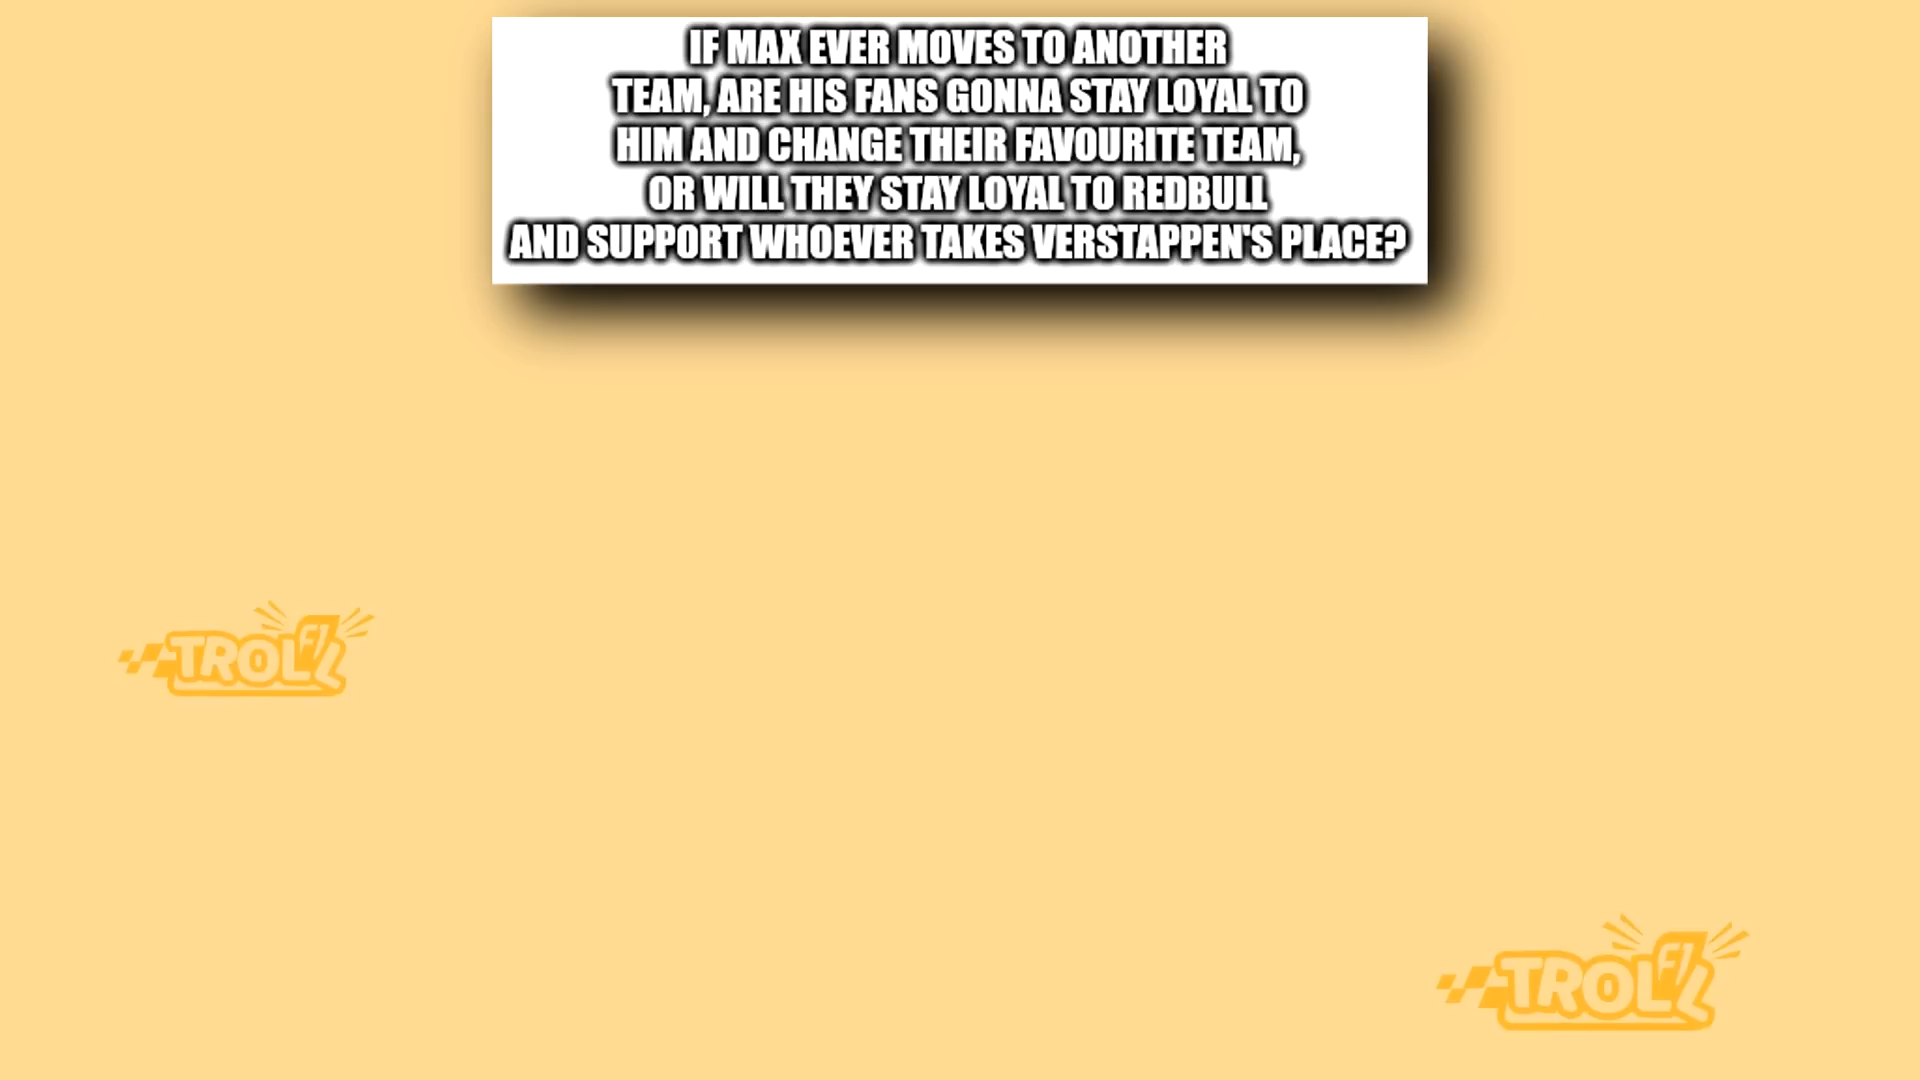 IF MAX EVER MOVES TO ANOTHER
TEAM, ARE HIS FANS GONNA STAY LOYAL TO
HIM AND CHANGE THEIR FAVOURITE TEAM,
OR WILL THEY STAY LOYAL TO REDBULL
AND SUPPORT WHOEVER TAKES VERSTAPPEN'S PLACE?
TROLL F1
TROLL F1